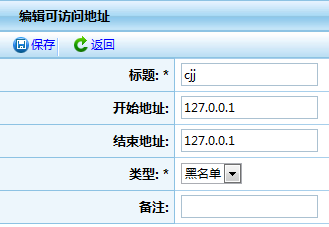 编辑可访问地址
保存 返回
标题: * cjj
开始地址: 127.0.0.1
结束地址: 127.0.0.1
类型: * 黑名单
备注: